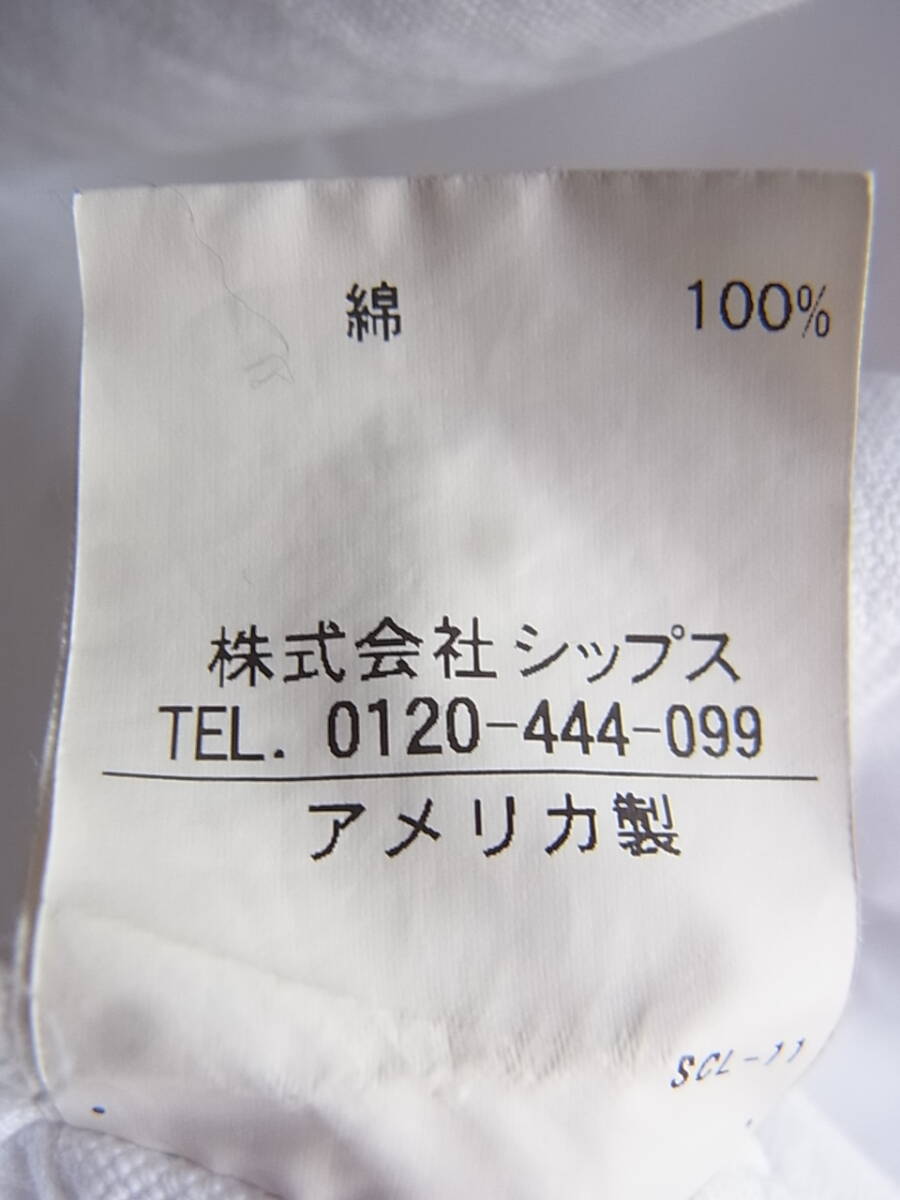 綿 100%
株式会社シップス
TEL. 0120-444-099
アメリカ製
SCL-11